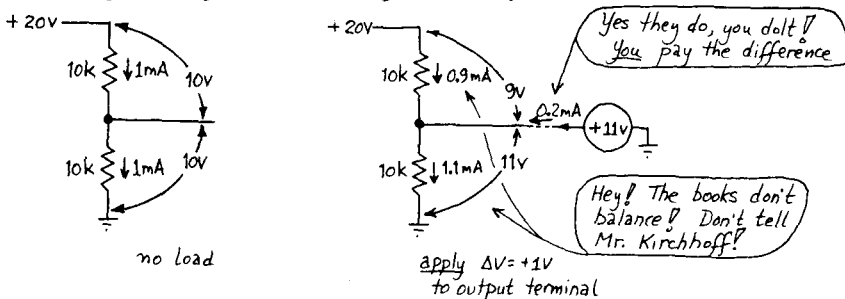 +20V
10k
↓1mA
10V
10k
↓1mA
10V
no load
+20V
10k
↓0.9mA
9V
0.2mA
+11V
10k
↓1.1mA
11V
apply ΔV=+1V
to output terminal
Yes they do, you dolt!
You pay the difference
Hey! The books don't
balance! Don't tell
Mr. Kirchhoff!